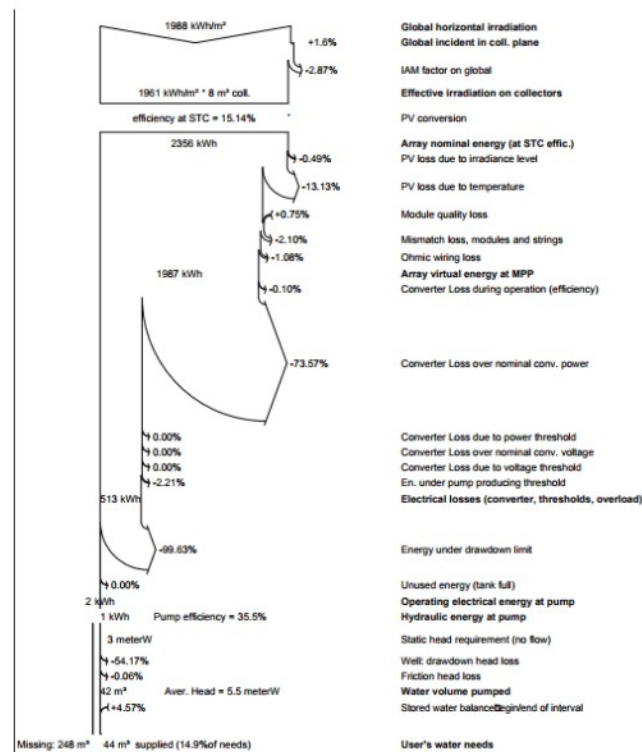 1988 kWh/m² Global horizontal irradiation
+1.6% Global incident in coll. plane
-2.87% IAM factor on global
1961 kWh/m² * 8 m² coll. Effective irradiation on collectors
efficiency at STC = 15.14% PV conversion
2356 kWh Array nominal energy (at STC effic.)
-0.49% PV loss due to irradiance level
-13.13% PV loss due to temperature
+0.75% Module quality loss
-2.10% Mismatch loss, modules and strings
-1.08% Ohmic wiring loss
1987 kWh Array virtual energy at MPP
-0.10% Converter Loss during operation (efficiency)
-73.57% Converter Loss over nominal conv. power
0.00% Converter Loss due to power threshold
0.00% Converter Loss over nominal conv. voltage
0.00% Converter Loss due to voltage threshold
-2.21% En. under pump producing threshold
513 kWh Electrical losses (converter, thresholds, overload)
-99.63% Energy under drawdown limit
0.00% Unused energy (tank full)
2 kWh Operating electrical energy at pump
1 kWh Pump efficiency = 35.5% Hydraulic energy at pump
3 meterW Static head requirement (no flow)
-54.17% Well: drawdown head loss
-0.06% Friction head loss
42 m³ Aver. Head = 5.5 meterW Water volume pumped
+4.57% Stored water balance begin/end of interval
Missing: 248 m³ 44 m³ supplied (14.9%of needs) User's water needs